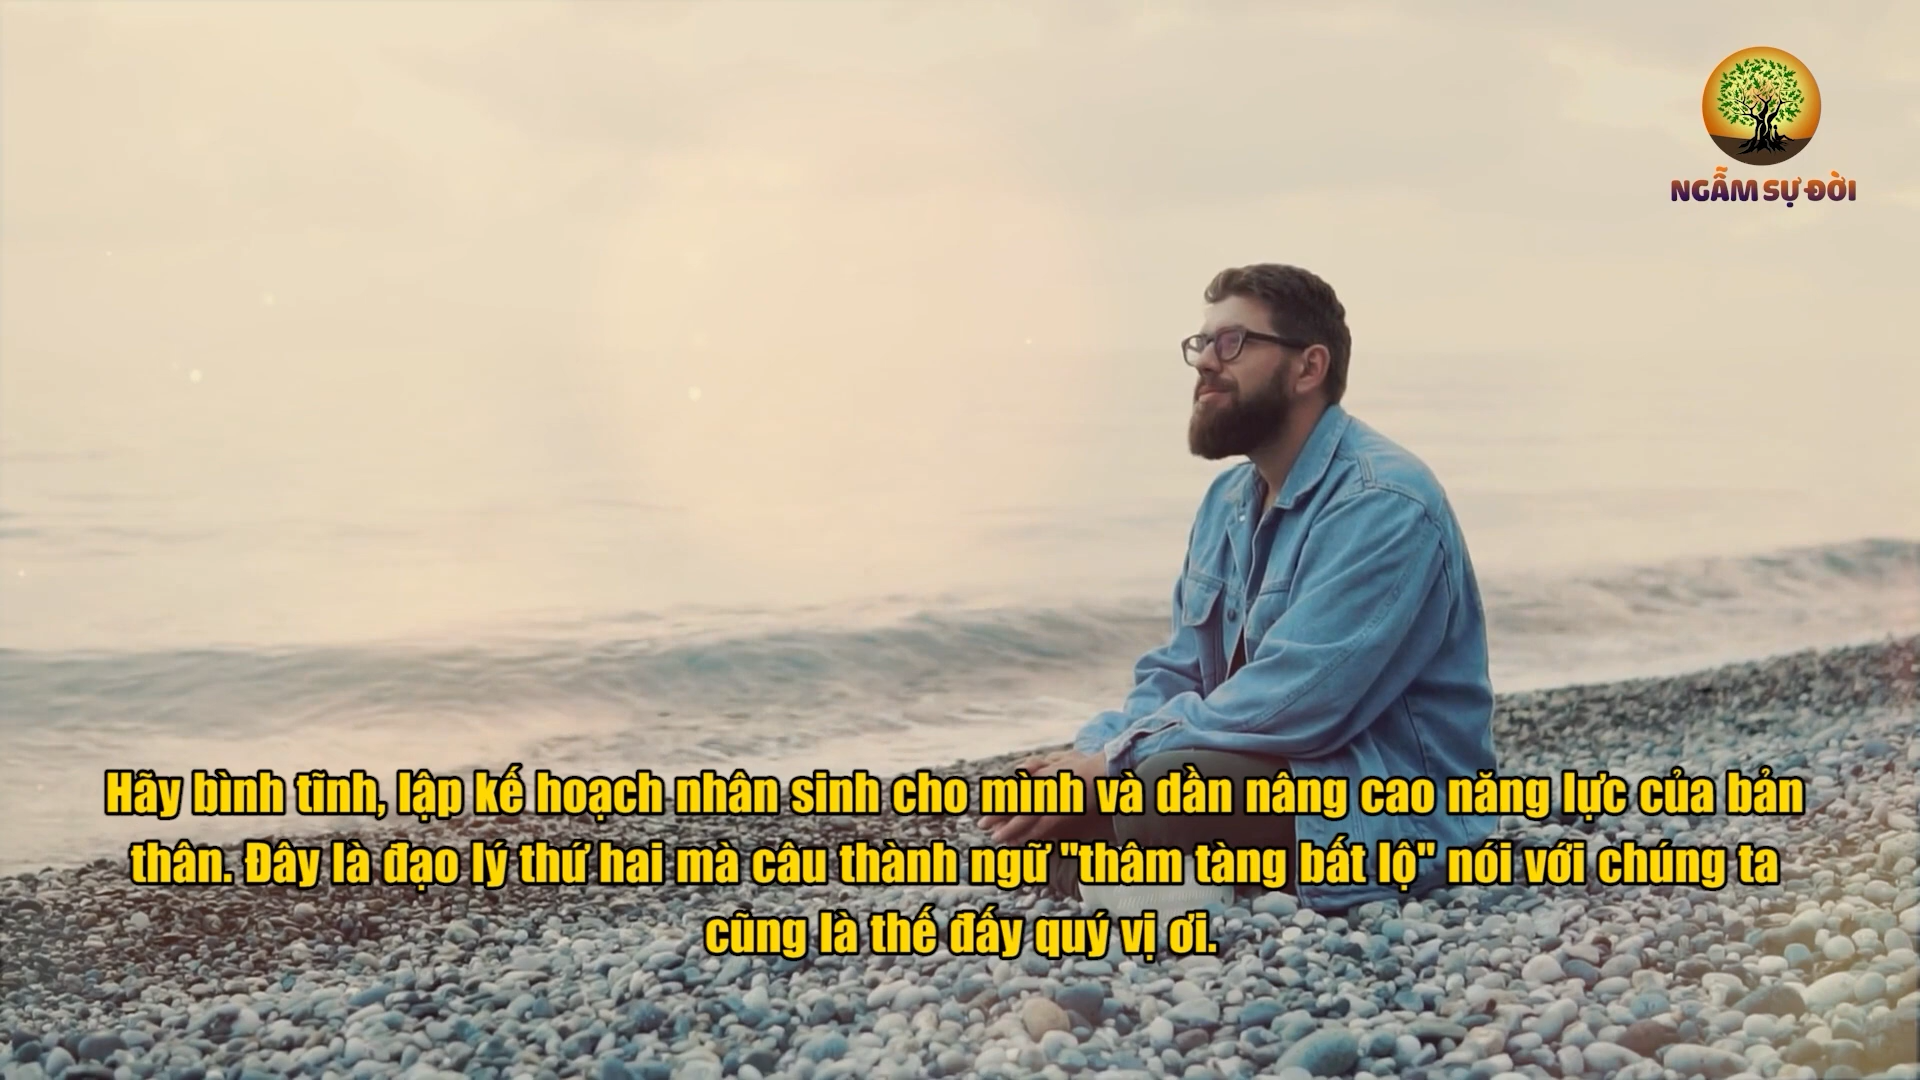 NGẪM SỰ ĐỜI
Hãy bình tĩnh, lập kế hoạch nhân sinh cho mình và dần nâng cao năng lực của bản
thân. Đây là đạo lý thứ hai mà câu thành ngữ "thâm tàng bất lộ" nói với chúng ta
cũng là thế đấy quý vị ơi.